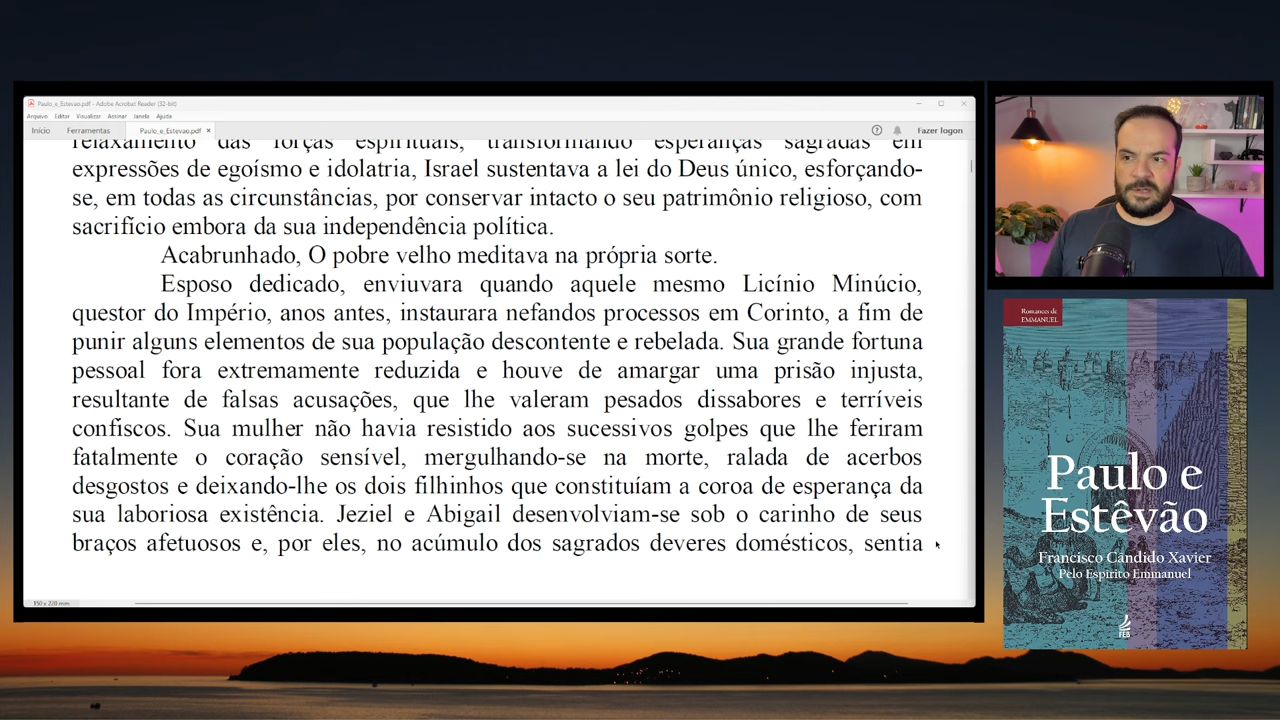 Paulo_e_Estevao.pdf - Adobe Acrobat Reader (32-bit)
Arquivo Editar Visualizar Assinar Janela Ajuda
Início Ferramentas Paulo_e_Estevao.pdf × Fazer logon
relaxamento das forças espirituais, transformando esperanças sagradas em
expressões de egoísmo e idolatria, Israel sustentava a lei do Deus único, esforçando-
se, em todas as circunstâncias, por conservar intacto o seu patrimônio religioso, com
sacrifício embora da sua independência política.
Acabrunhado, O pobre velho meditava na própria sorte.
Esposo dedicado, enviuvara quando aquele mesmo Licínio Minúcio,
questor do Império, anos antes, instaurara nefandos processos em Corinto, a fim de
punir alguns elementos de sua população descontente e rebelada. Sua grande fortuna
pessoal fora extremamente reduzida e houve de amargar uma prisão injusta,
resultante de falsas acusações, que lhe valeram pesados dissabores e terríveis
confiscos. Sua mulher não havia resistido aos sucessivos golpes que lhe feriram
fatalmente o coração sensível, mergulhando-se na morte, ralada de acerbos
desgostos e deixando-lhe os dois filhinhos que constituíam a coroa de esperança da
sua laboriosa existência. Jeziel e Abigail desenvolviam-se sob o carinho de seus
braços afetuosos e, por eles, no acúmulo dos sagrados deveres domésticos, sentia
150 x 220 mm
Romances de
EMMANUEL
Paulo e
Estêvão
Francisco Cândido Xavier
Pelo Espírito Emmanuel
FEB